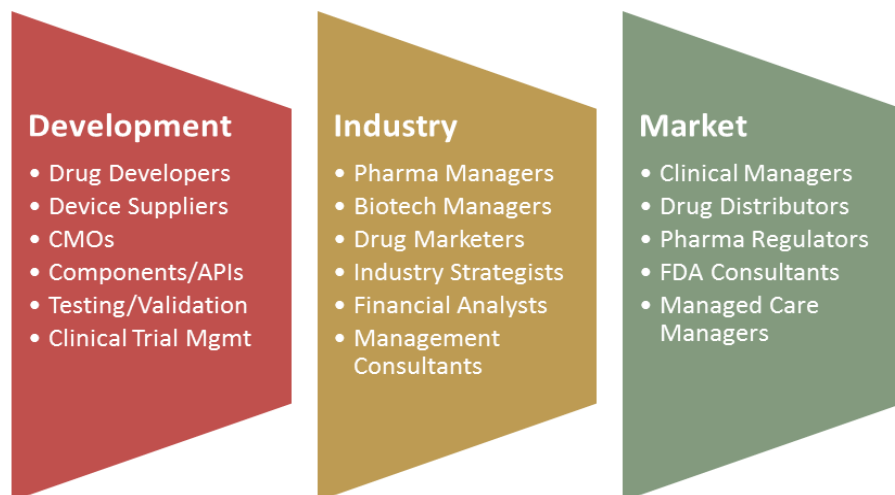 Development
• Drug Developers
• Device Suppliers
• CMOs
• Components/APIs
• Testing/Validation
• Clinical Trial Mgmt
Industry
• Pharma Managers
• Biotech Managers
• Drug Marketers
• Industry Strategists
• Financial Analysts
• Management
Consultants
Market
• Clinical Managers
• Drug Distributors
• Pharma Regulators
• FDA Consultants
• Managed Care
Managers